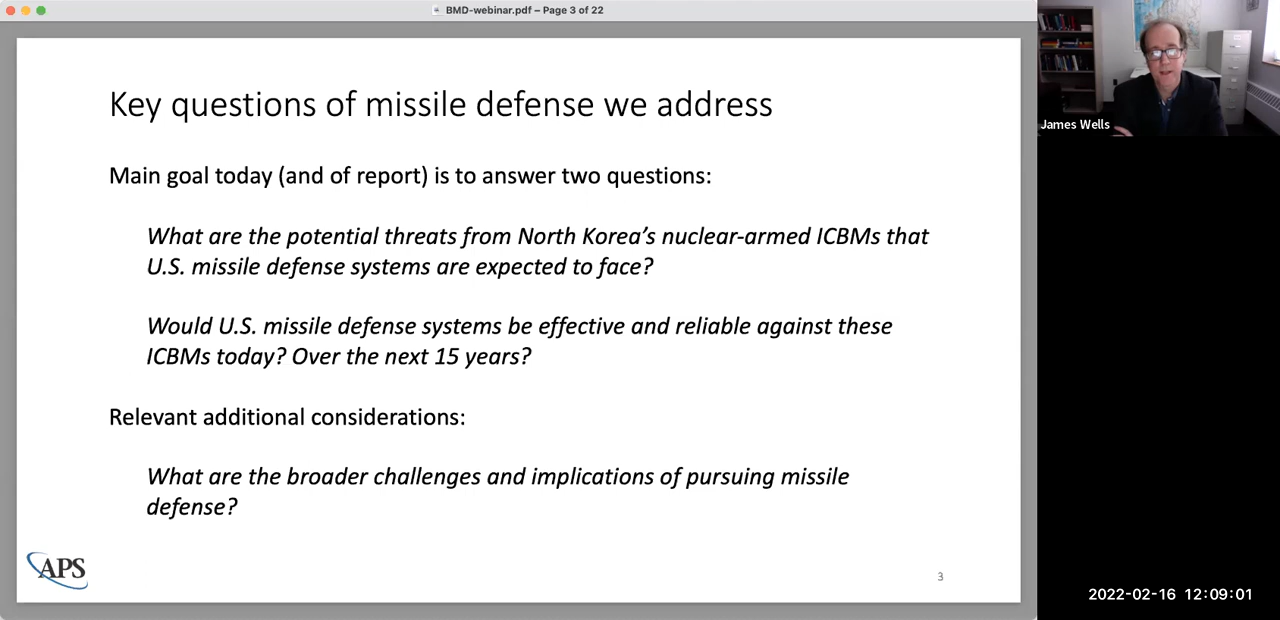 BMD-webinar.pdf – Page 3 of 22
Key questions of missile defense we address
Main goal today (and of report) is to answer two questions:
What are the potential threats from North Korea’s nuclear-armed ICBMs that
U.S. missile defense systems are expected to face?
Would U.S. missile defense systems be effective and reliable against these
ICBMs today? Over the next 15 years?
Relevant additional considerations:
What are the broader challenges and implications of pursuing missile
defense?
APS
3
James Wells
2022-02-16 12:09:01